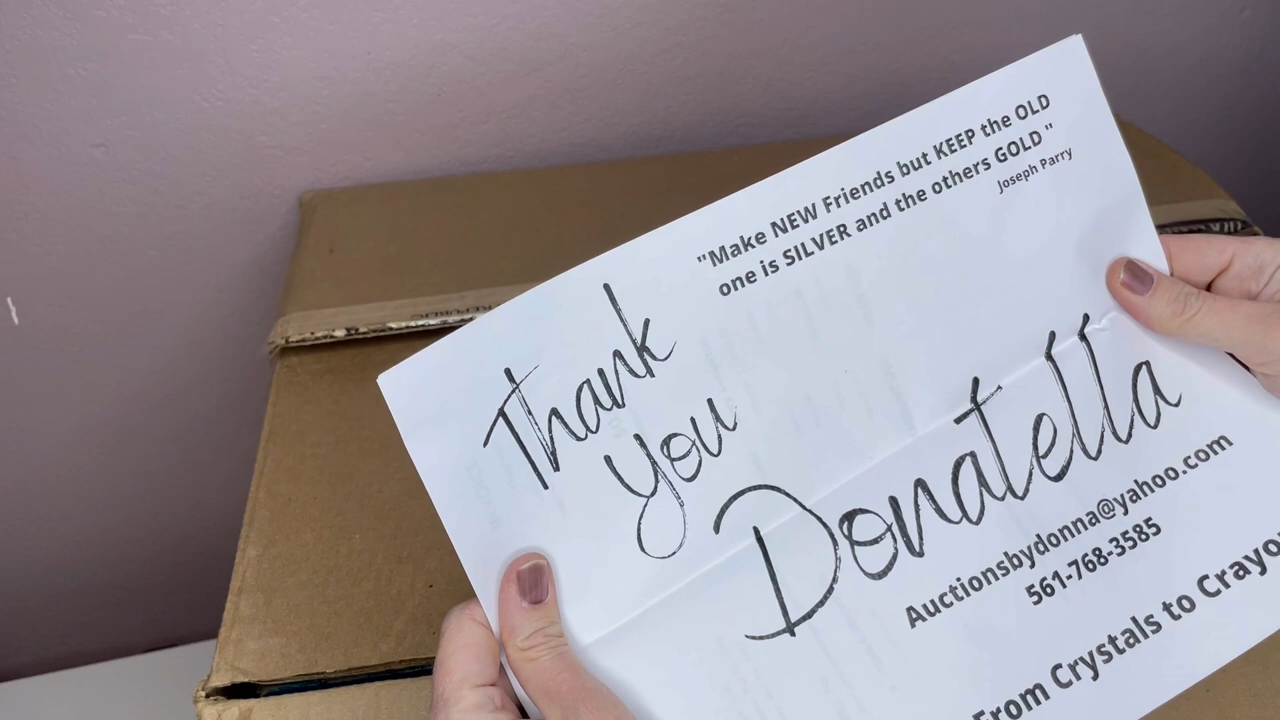 "Make NEW Friends but KEEP the OLD
one is SILVER and the others GOLD "
Joseph Parry
Thank
You
Donatella
Auctionsbydonna@yahoo.com
561-768-3585
From Crystals to
REPUBLIC